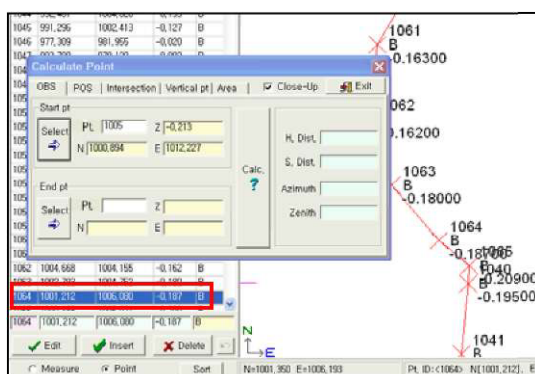 1045 991,296 1002,413 -0,127 B
1046 977,309 981,955 -0,020 B
Calculate Point
OBS POS Intersection Vertical pt Area Close-Up Exit
Start pt
Select
Pt. 1005 Z -0,213
N 1000,894 E 1012,227
End pt
Select
Pt. Z
N E
Calc.
?
H. Dist.
S. Dist.
Azimuth
Zenith
1062 1004,668 1004,155 -0,162 B
1064 1001,212 1006,080 -0,187 B
1064 1001,212 1006,080 -0,187 B
Edit Insert Delete
Measure Point Sort
1061
B
-0.16300
062
-0.16200
1063
B
-0.18000
1064
B
-0.18700
1040
B
-0.20900
-0.19500
1041
B
N
E
N=1001,350 E=1006,193 Pt. ID:<1064> N[1001,212], E